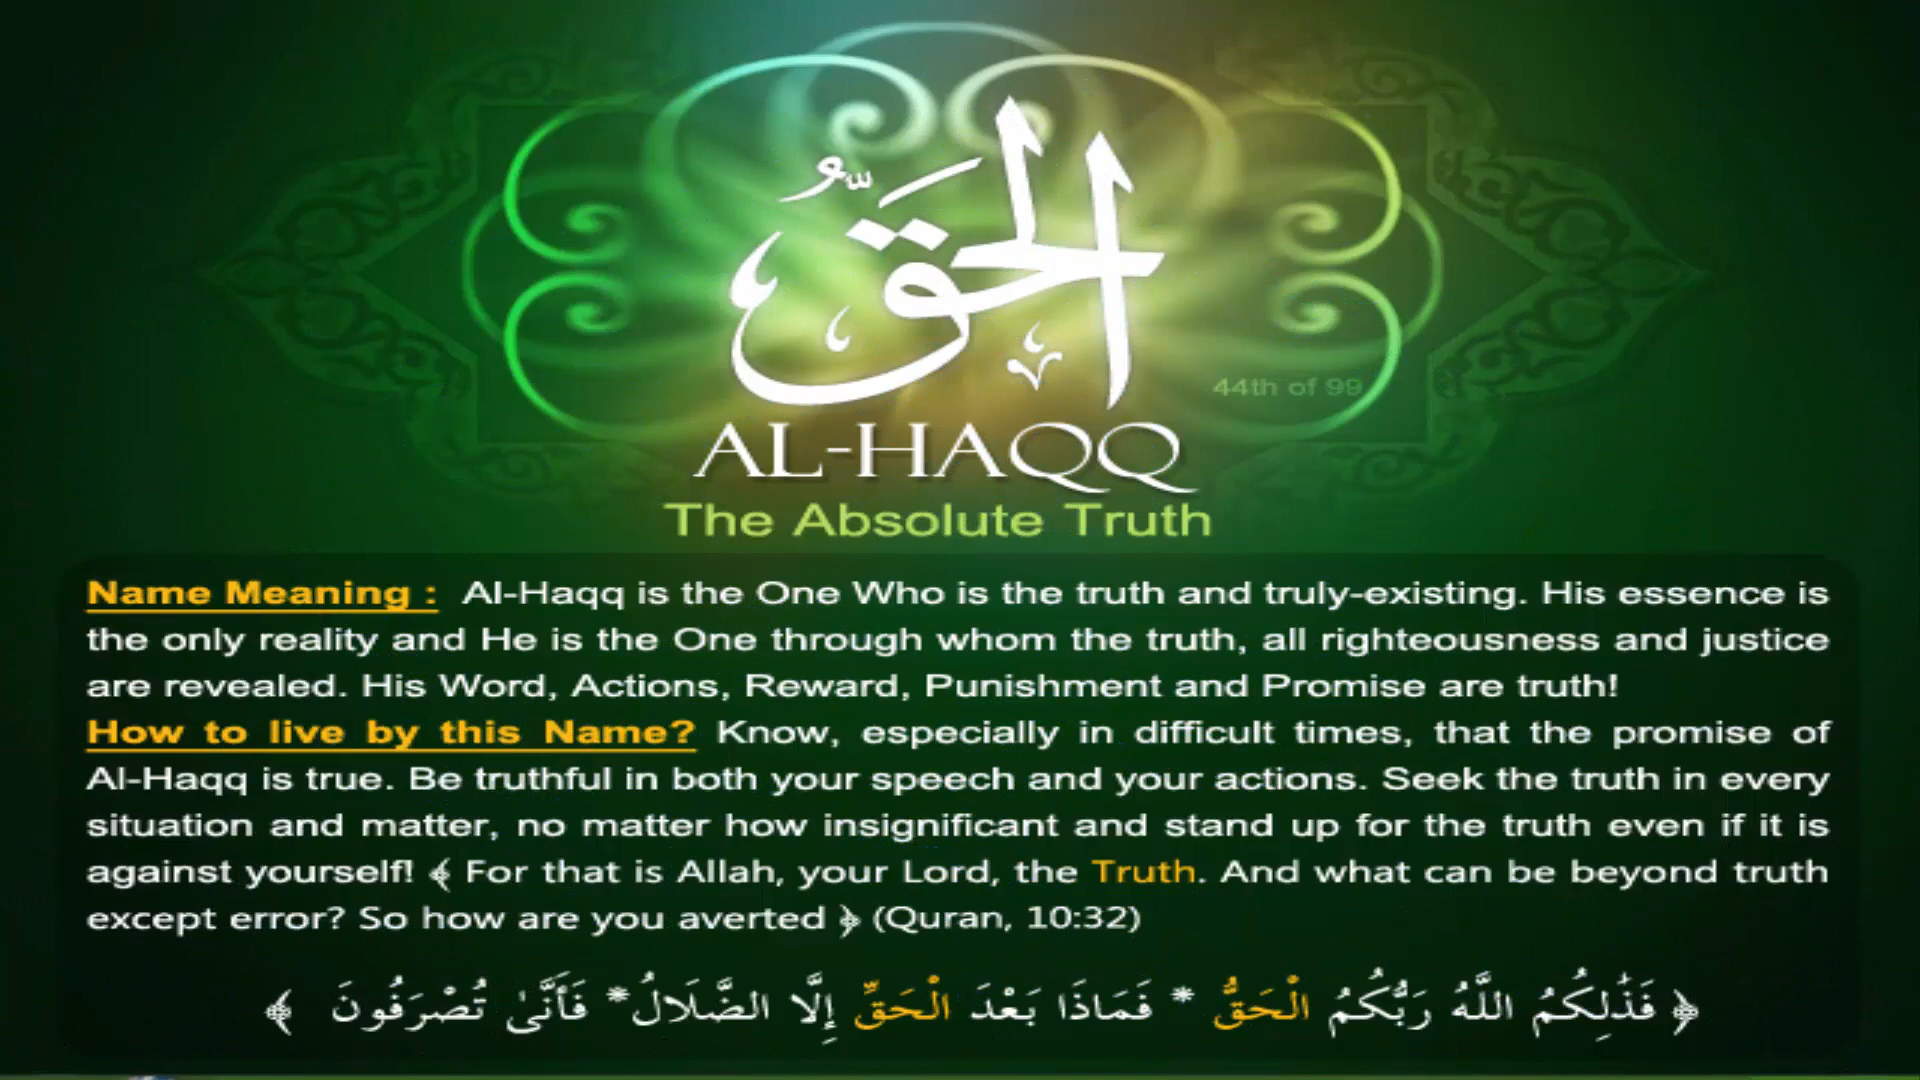 الحَقُّ
44th of 99
AL-HAQQ
The Absolute Truth
Name Meaning : Al-Haqq is the One Who is the truth and truly-existing. His essence is
the only reality and He is the One through whom the truth, all righteousness and justice
are revealed. His Word, Actions, Reward, Punishment and Promise are truth!
How to live by this Name? Know, especially in difficult times, that the promise of
Al-Haqq is true. Be truthful in both your speech and your actions. Seek the truth in every
situation and matter, no matter how insignificant and stand up for the truth even if it is
against yourself! ﴾ For that is Allah, your Lord, the Truth. And what can be beyond truth
except error? So how are you averted ﴿ (Quran, 10:32)
﴿ فَذَٰلِكُمُ اللَّهُ رَبُّكُمُ الْحَقُّ * فَمَاذَا بَعْدَ الْحَقِّ إِلَّا الضَّلَالُ * فَأَنَّىٰ تُصْرَفُونَ ﴾